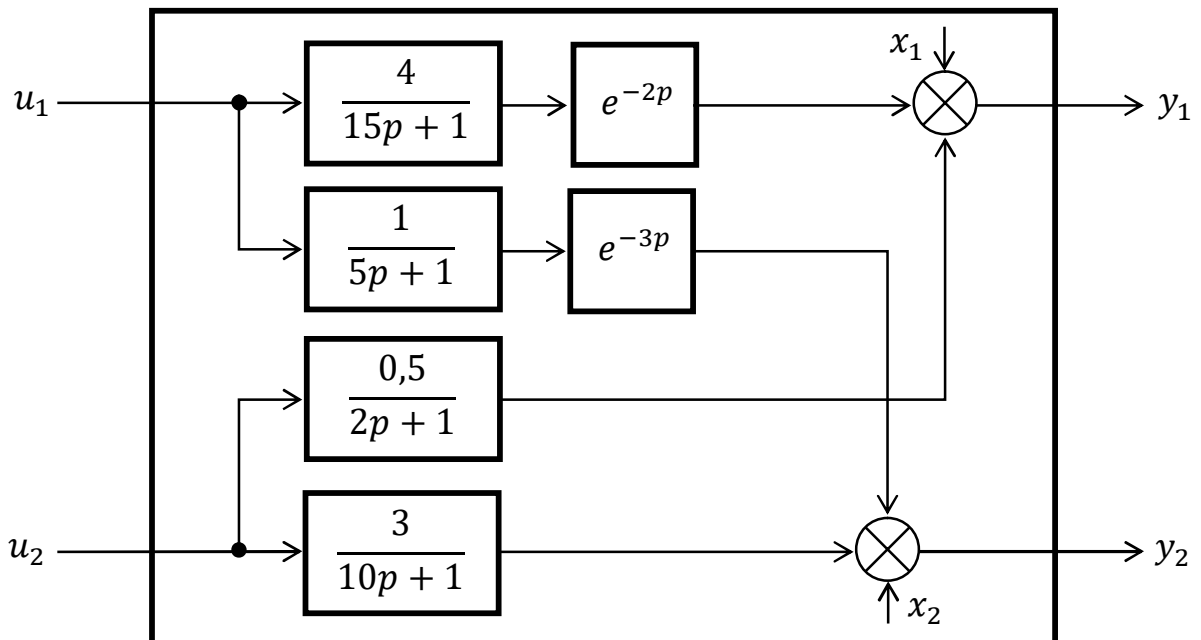 x₁
u₁
4
15p + 1
e⁻²ᵖ
y₁
1
5p + 1
e⁻³ᵖ
0,5
2p + 1
u₂
3
10p + 1
y₂
x₂